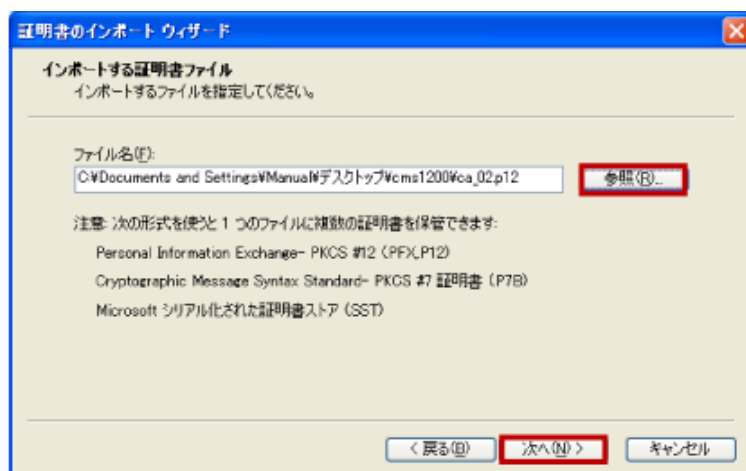 証明書のインポート ウィザード
インポートする証明書ファイル
インポートするファイルを指定してください。
ファイル名(F):
C:¥Documents and Settings¥Manual¥デスクトップ¥cms1200¥ca_02.p12
参照(R)...
注意: 次の形式を使うと 1 つのファイルに複数の証明書を保管できます:
Personal Information Exchange- PKCS #12 (PFX,P12)
Cryptographic Message Syntax Standard- PKCS #7 証明書 (P7B)
Microsoft シリアル化された証明書ストア (SST)
< 戻る(B)
次へ(N) >
キャンセル